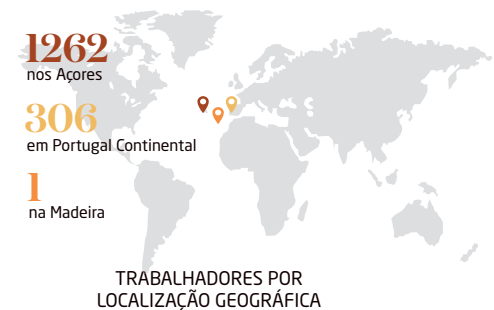 1262
nos Açores
306
em Portugal Continental
1
na Madeira
TRABALHADORES POR
LOCALIZAÇÃO GEOGRÁFICA